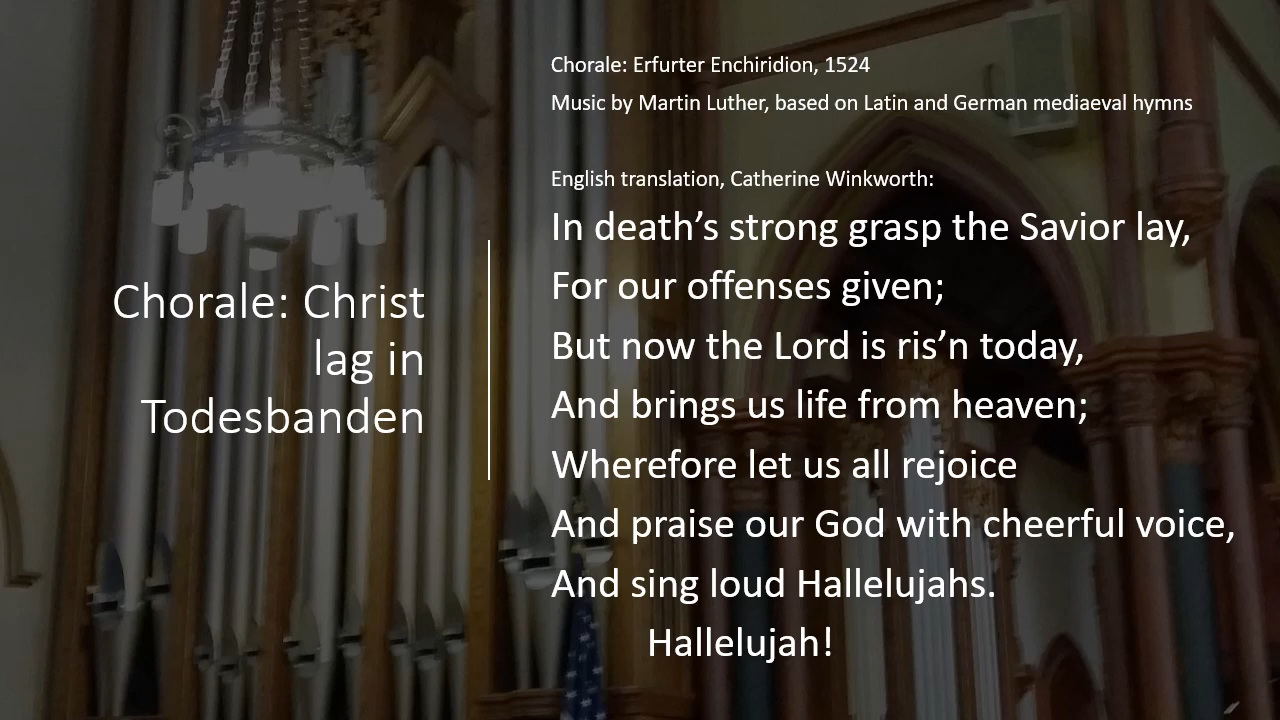 Chorale: Christ
lag in
Todesbanden
Chorale: Erfurter Enchiridion, 1524
Music by Martin Luther, based on Latin and German mediaeval hymns
English translation, Catherine Winkworth:
In death’s strong grasp the Savior lay,
For our offenses given;
But now the Lord is ris’n today,
And brings us life from heaven;
Wherefore let us all rejoice
And praise our God with cheerful voice,
And sing loud Hallelujahs.
Hallelujah!